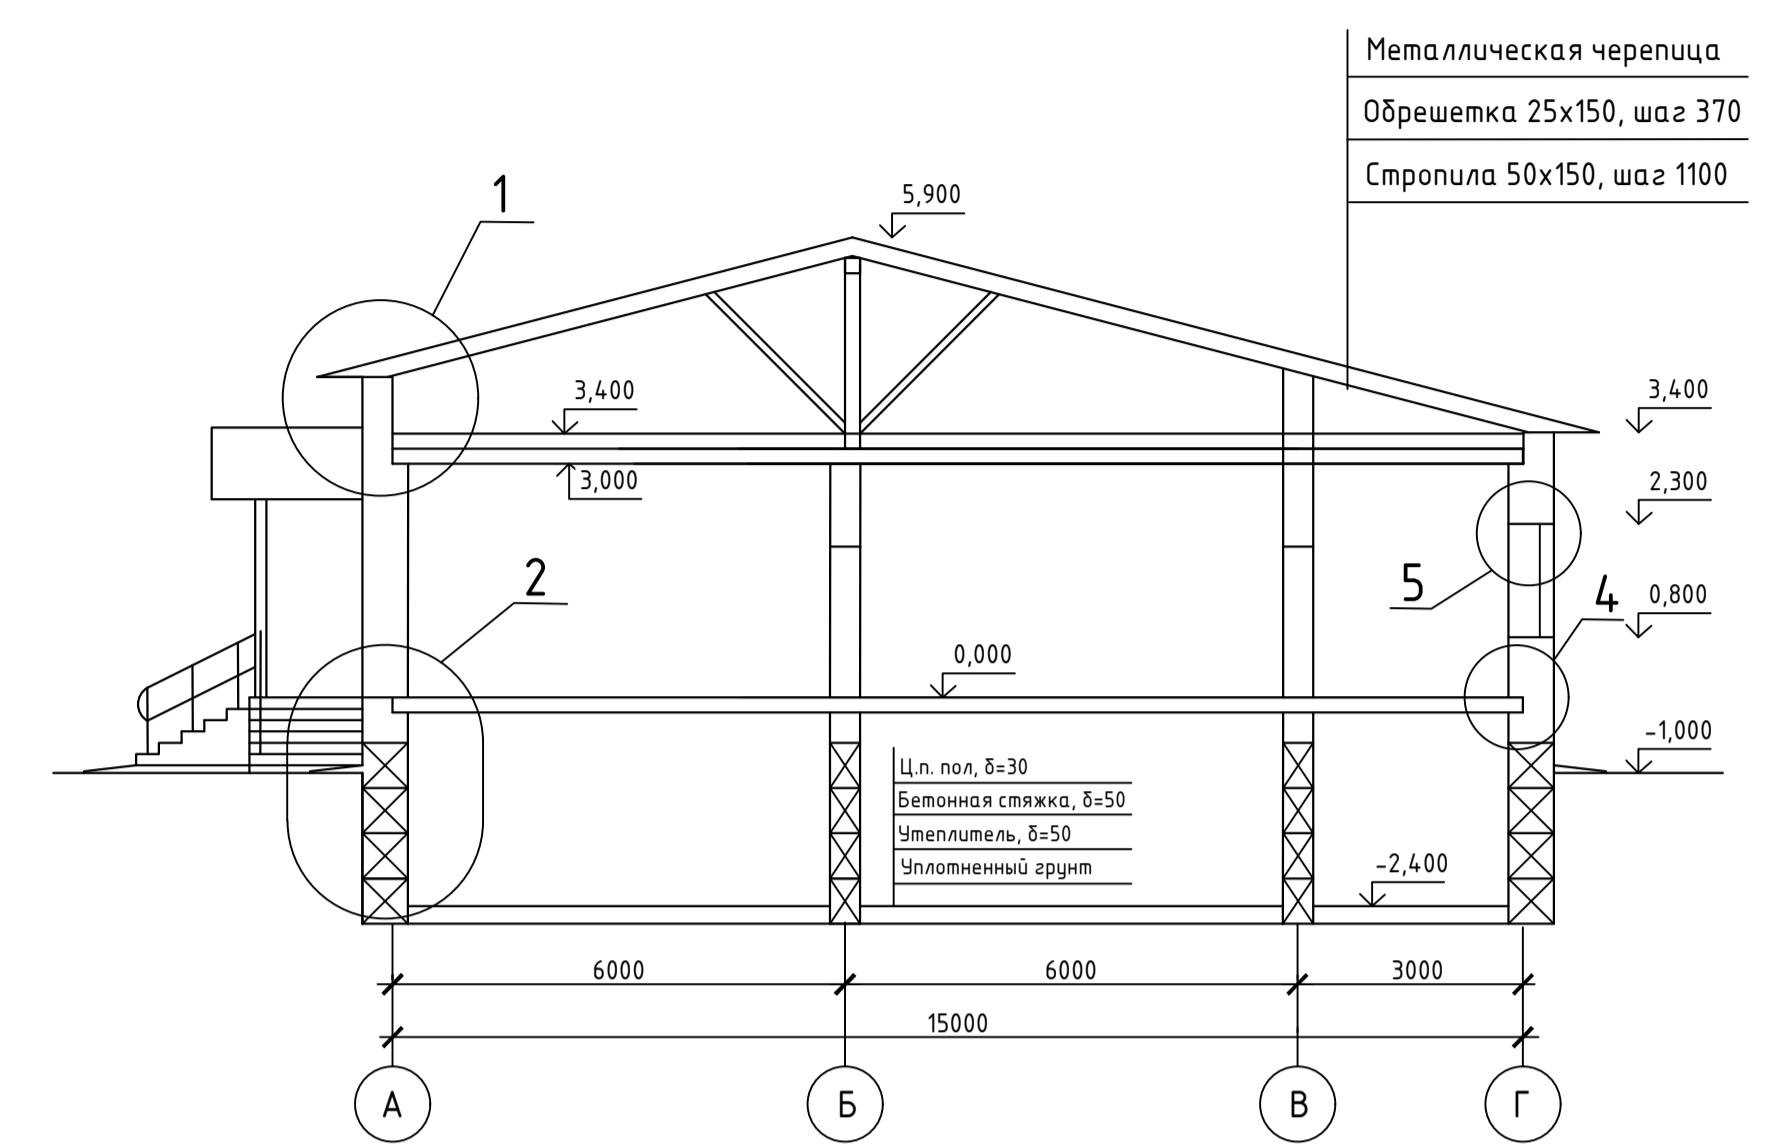 Металлическая черепица
Обрешетка 25x150, шаг 370
Стропила 50x150, шаг 1100
1
5,900
3,400
3,400
3,000
2,300
2
5
4
0,800
0,000
-1,000
Ц.п. пол, δ=30
Бетонная стяжка, δ=50
Утеплитель, δ=50
Уплотненный грунт
-2,400
6000
6000
3000
15000
А
Б
В
Г